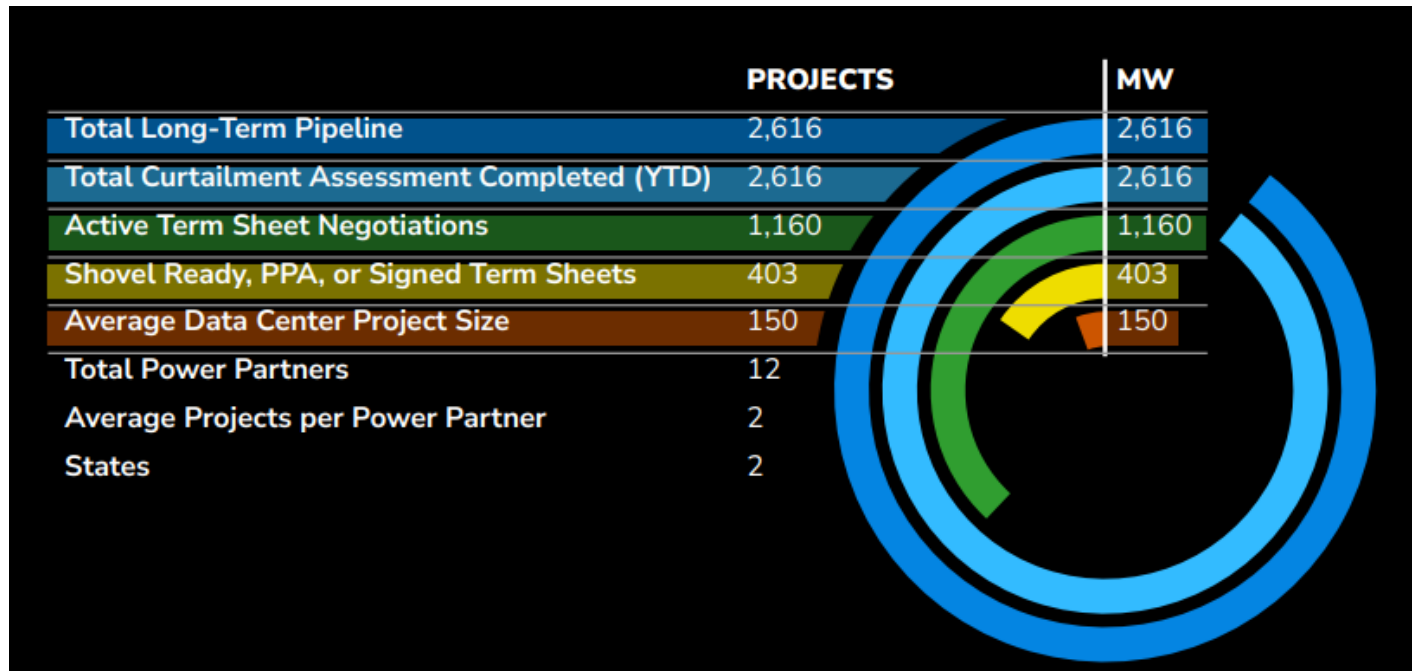 PROJECTS MW
Total Long-Term Pipeline 2,616 2,616
Total Curtailment Assessment Completed (YTD) 2,616 2,616
Active Term Sheet Negotiations 1,160 1,160
Shovel Ready, PPA, or Signed Term Sheets 403 403
Average Data Center Project Size 150 150
Total Power Partners 12
Average Projects per Power Partner 2
States 2